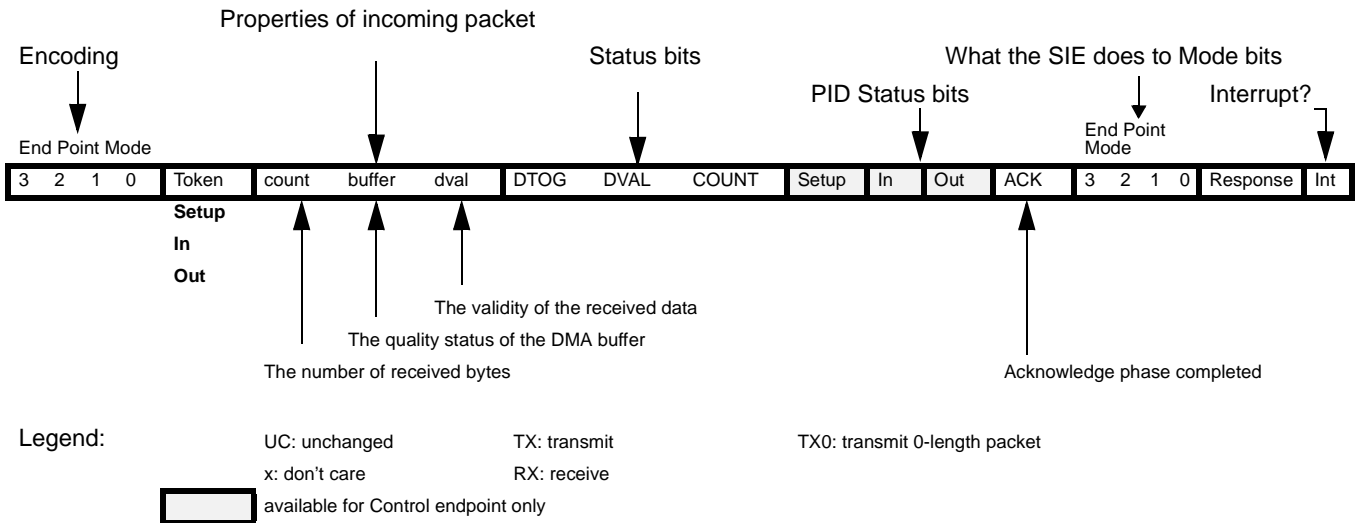 Properties of incoming packet
Encoding Status bits What the SIE does to Mode bits
PID Status bits Interrupt?
End Point Mode End Point
Mode
3 2 1 0 Token count buffer dval DTOG DVAL COUNT Setup In Out ACK 3 2 1 0 Response Int
Setup
In
Out
The validity of the received data
The quality status of the DMA buffer
The number of received bytes Acknowledge phase completed
Legend: UC: unchanged TX: transmit TX0: transmit 0-length packet
x: don't care RX: receive
available for Control endpoint only